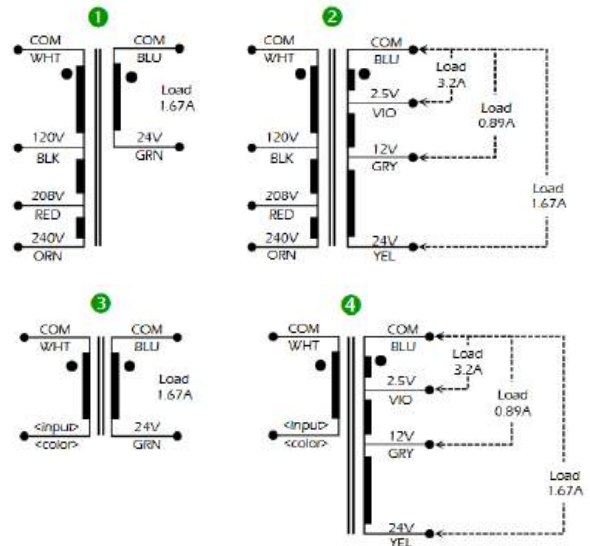 1
COM
WHT
120V
BLK
208V
RED
240V
ORN
COM
BLU
Load
1.67A
24V
GRN
2
COM
WHT
120V
BLK
208V
RED
240V
ORN
COM
BLU
2.5V
VIO
12V
GRY
24V
YEL
Load
3.2A
Load
0.89A
Load
1.67A
3
COM
WHT
<input>
<color>
COM
BLU
Load
1.67A
24V
GRN
4
COM
WHT
<input>
<color>
COM
BLU
2.5V
VIO
12V
GRY
24V
YEL
Load
3.2A
Load
0.89A
Load
1.67A